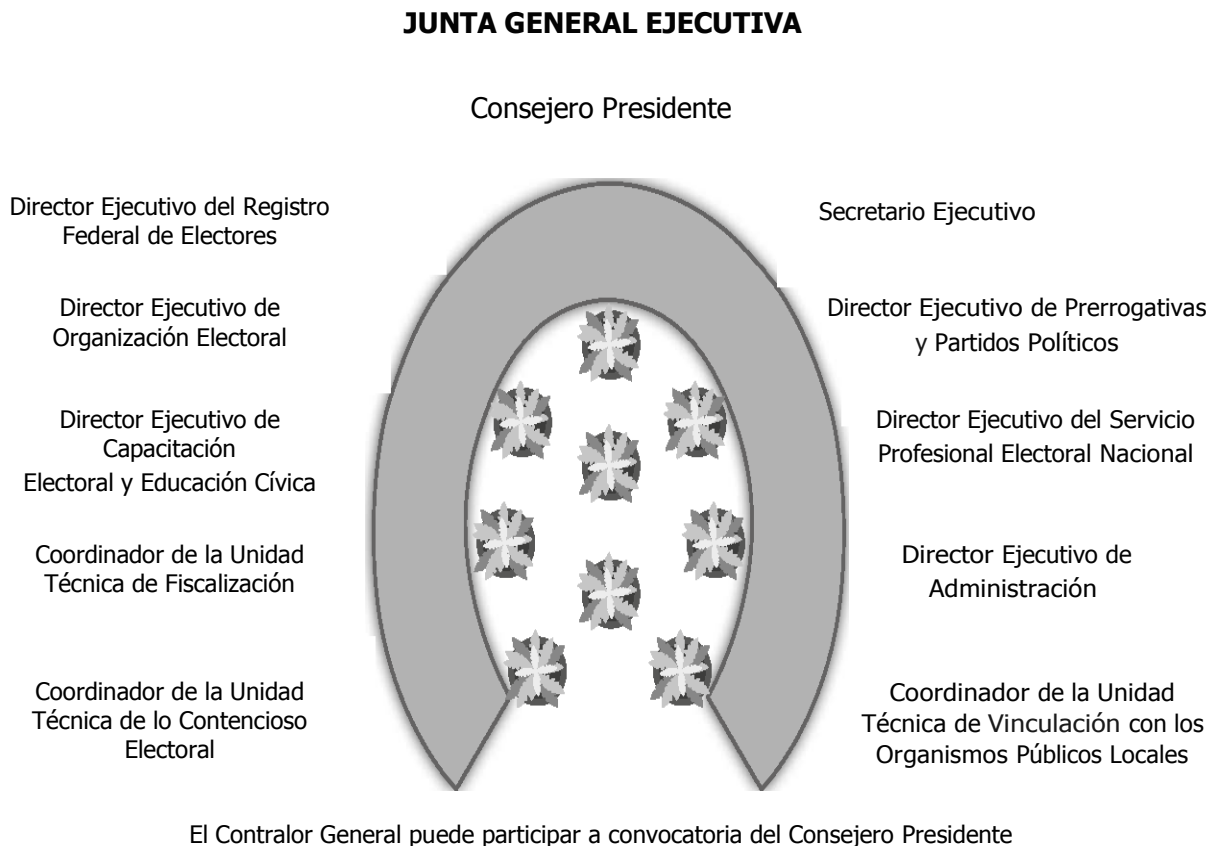 JUNTA GENERAL EJECUTIVA
Consejero Presidente
Director Ejecutivo del Registro
Federal de Electores
Director Ejecutivo de
Organización Electoral
Director Ejecutivo de
Capacitación
Electoral y Educación Cívica
Coordinador de la Unidad
Técnica de Fiscalización
Coordinador de la Unidad
Técnica de lo Contencioso
Electoral
Secretario Ejecutivo
Director Ejecutivo de Prerrogativas
y Partidos Políticos
Director Ejecutivo del Servicio
Profesional Electoral Nacional
Director Ejecutivo de
Administración
Coordinador de la Unidad
Técnica de Vinculación con los
Organismos Públicos Locales
El Contralor General puede participar a convocatoria del Consejero Presidente